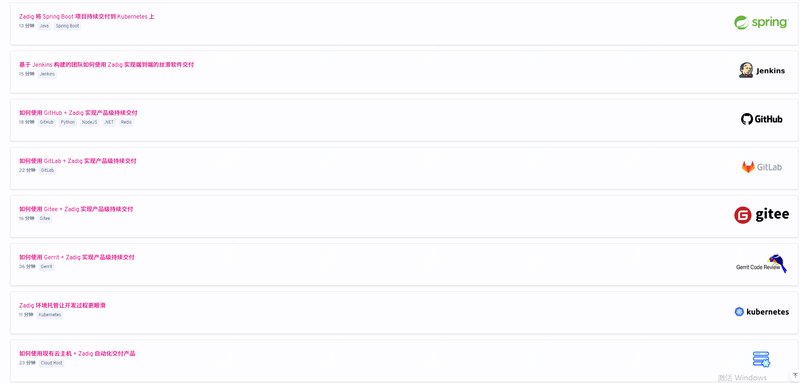 Zadig 将 Spring Boot 项目持续交付到 Kubernetes 上
13 分钟 Java Spring Boot
spring
基于 Jenkins 构建的团队如何使用 Zadig 实现端到端的丝滑软件交付
15 分钟 Jenkins
Jenkins
如何使用 GitHub + Zadig 实现产品级持续交付
18 分钟 GitHub Python NodeJS .NET Redis
GitHub
如何使用 GitLab + Zadig 实现产品级持续交付
22 分钟 GitLab
GitLab
如何使用 Gitee + Zadig 实现产品级持续交付
16 分钟 Gitee
gitee
如何使用 Gerrit + Zadig 实现产品级持续交付
36 分钟 Gerrit
Gerrit Code Review
Zadig 环境托管让开发过程更顺滑
11 分钟 Kubernetes
kubernetes
如何使用现有云主机 + Zadig 自动化交付产品
23 分钟 Cloud Host
激活 Windows